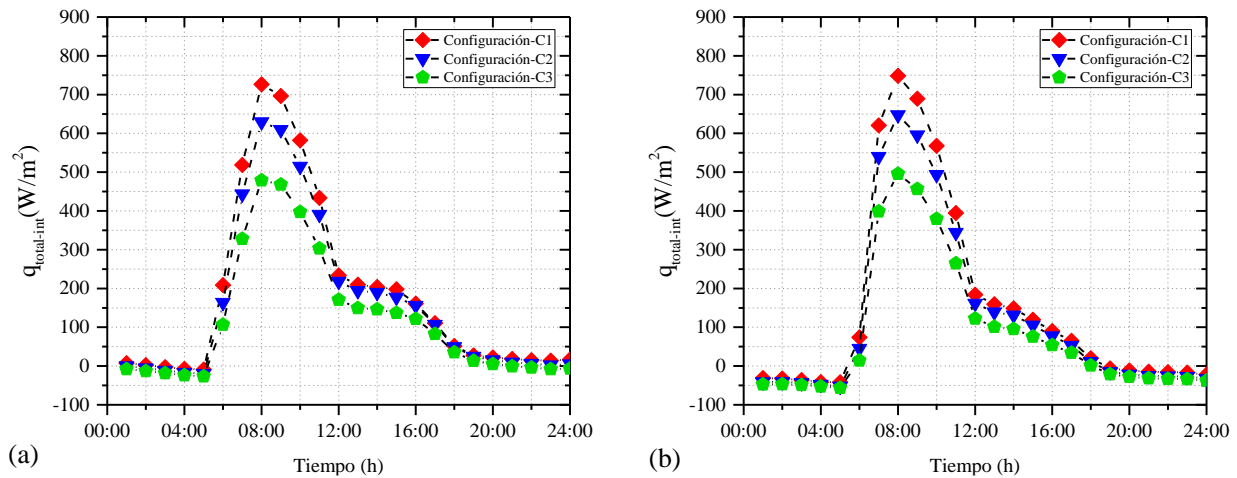 900
800
700
600
500
400
300
200
100
0
-100
q_total-int(W/m²)
Configuración-C1
Configuración-C2
Configuración-C3
00:00 04:00 08:00 12:00 16:00 20:00 24:00
Tiempo (h)
(a)
900
800
700
600
500
400
300
200
100
0
-100
q_total-int(W/m²)
Configuración-C1
Configuración-C2
Configuración-C3
00:00 04:00 08:00 12:00 16:00 20:00 24:00
Tiempo (h)
(b)